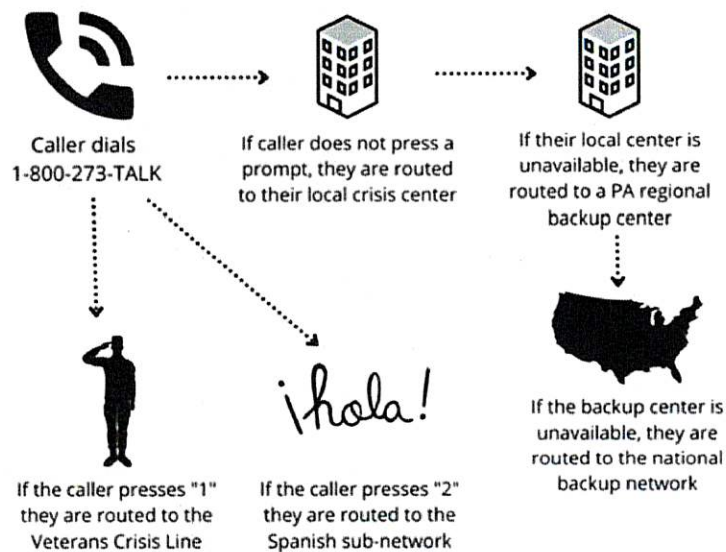 Caller dials
1-800-273-TALK
If caller does not press a
prompt, they are routed
to their local crisis center
If their local center is
unavailable, they are
routed to a PA regional
backup center
¡hola!
If the caller presses "1"
they are routed to the
Veterans Crisis Line
If the caller presses "2"
they are routed to the
Spanish sub-network
If the backup center is
unavailable, they are
routed to the national
backup network